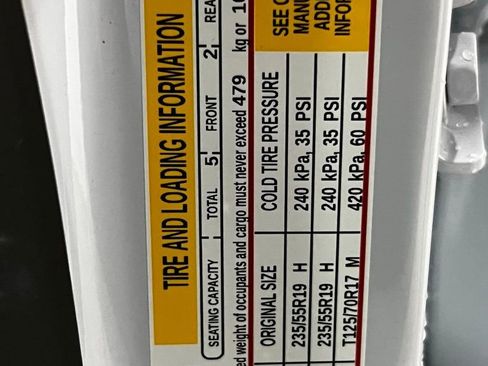 TIRE AND LOADING INFORMATION
SEATING CAPACITY TOTAL 5 FRONT 2
weight of occupants and cargo must never exceed 479 kg or
ORIGINAL SIZE COLD TIRE PRESSURE SEE
235/55R19 H 240 kPa, 35 PSI
235/55R19 H 240 kPa, 35 PSI
T125/70R17 M 420 kPa, 60 PSI